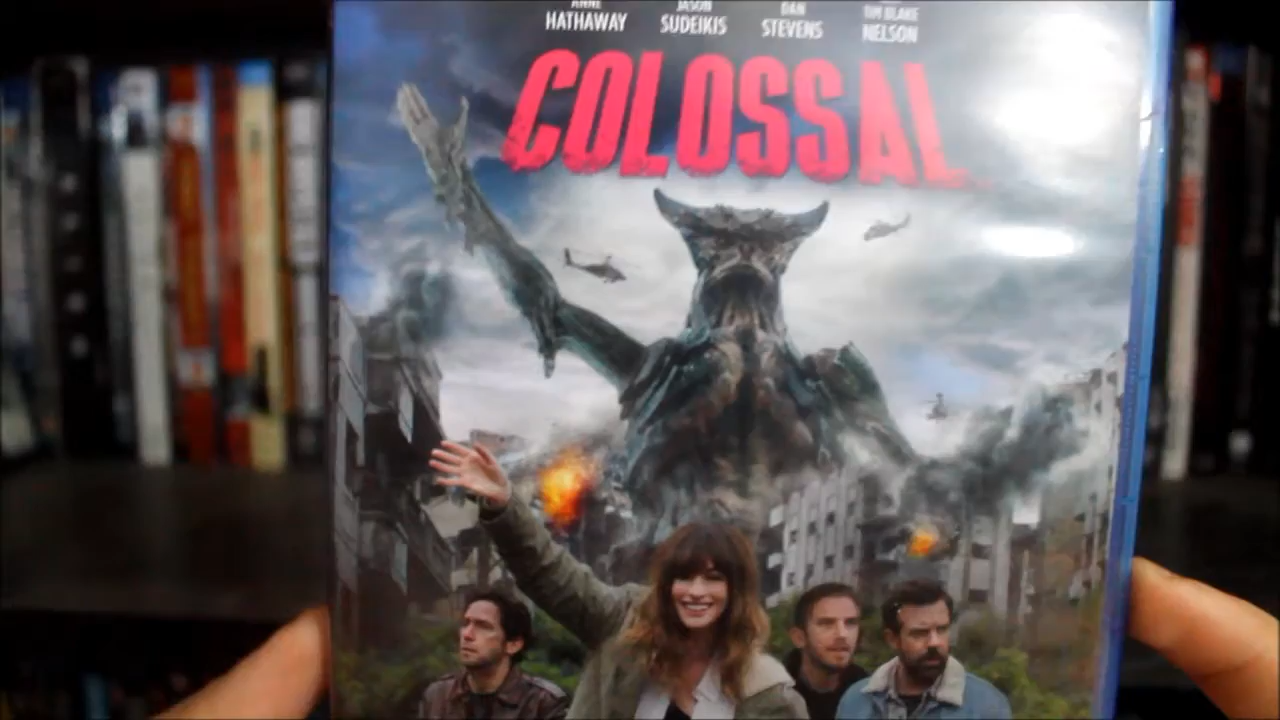 ANNE JASON DAN TIM BLAKE
HATHAWAY SUDEIKIS STEVENS NELSON
COLOSSAL